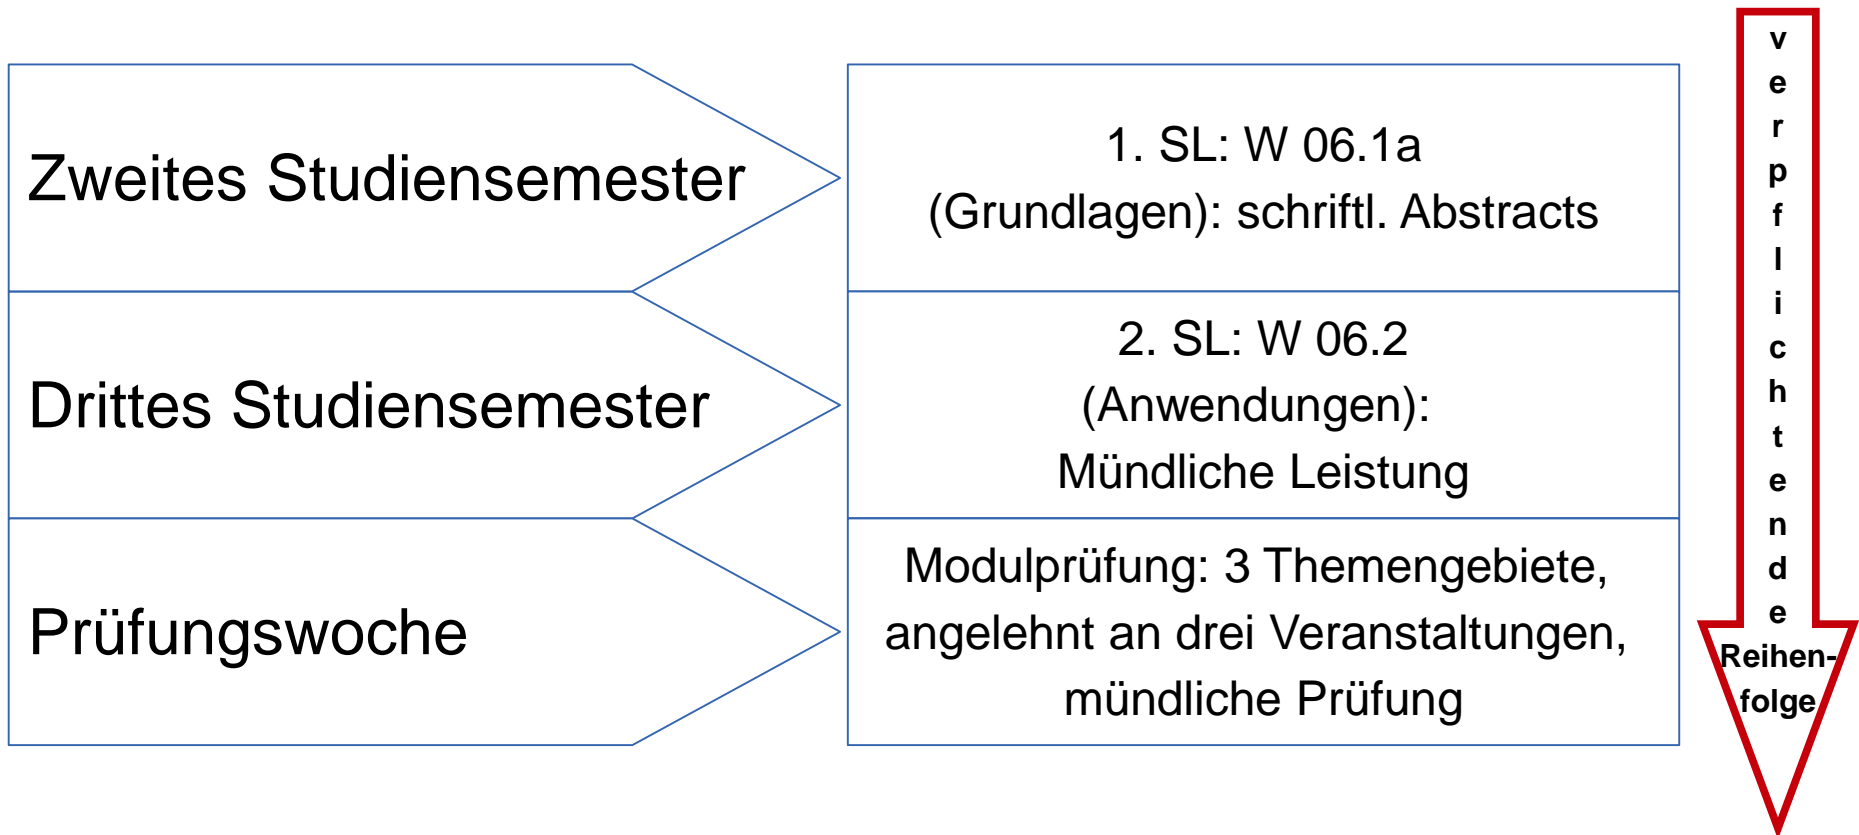 Zweites Studiensemester
1. SL: W 06.1a
(Grundlagen): schriftl. Abstracts
Drittes Studiensemester
2. SL: W 06.2
(Anwendungen):
Mündliche Leistung
Prüfungswoche
Modulprüfung: 3 Themengebiete,
angelehnt an drei Veranstaltungen,
mündliche Prüfung
v
e
r
p
f
l
i
c
h
t
e
n
d
e
Reihen-
folge